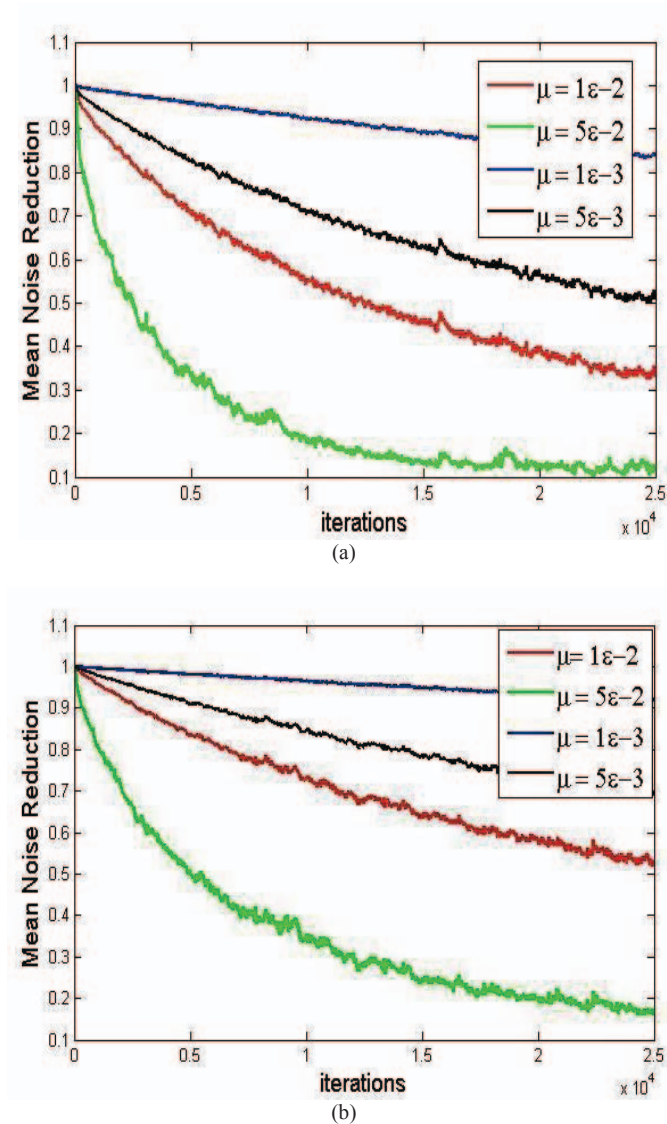 1.1
1
0.9
0.8
0.7
0.6
0.5
0.4
0.3
0.2
0.1
Mean Noise Reduction
μ = 1ε−2
μ = 5ε−2
μ = 1ε−3
μ = 5ε−3
0 0.5 1 1.5 2 2.5
x 10⁴
iterations
(a)
1.1
1
0.9
0.8
0.7
0.6
0.5
0.4
0.3
0.2
0.1
Mean Noise Reduction
μ= 1ε−2
μ = 5ε−2
μ = 1ε−3
μ = 5ε−3
0 0.5 1 1.5 2 2.5
x 10⁴
iterations
(b)